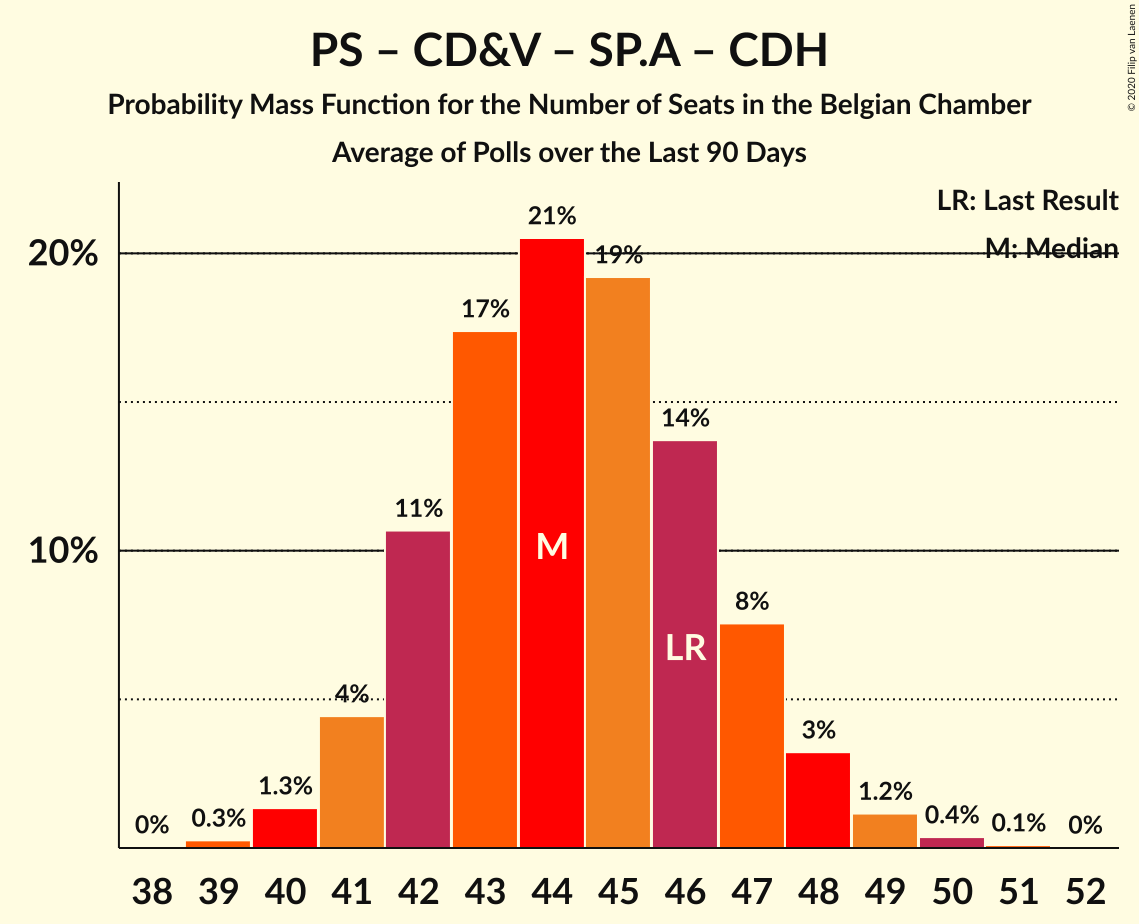 PS – CD&V – SP.A – CDH
Probability Mass Function for the Number of Seats in the Belgian Chamber
Average of Polls over the Last 90 Days
© 2020 Filip van Laenen
LR: Last Result
M: Median
20%
10%
0%
0.3%
1.3%
4%
11%
17%
21%
19%
14%
8%
3%
1.2%
0.4%
0.1%
0%
M
LR
38 39 40 41 42 43 44 45 46 47 48 49 50 51 52